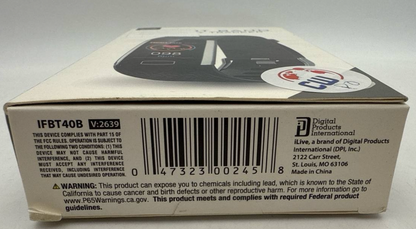 CW
IFBT40B V:2639
THIS DEVICE COMPLIES WITH PART 15 OF
THE FCC RULES. OPERATION IS SUBJECT TO
THE FOLLOWING TWO CONDITIONS: (1) THIS
DEVICE MAY NOT CAUSE HARMFUL
INTERFERENCE, AND (2) THIS DEVICE
MUST ACCEPT ANY INTERFERENCE
RECEIVED, INCLUDING INTERFERENCE THAT
MAY CAUSE UNDESIRED OPERATION.
0 47323 00245 8
Digital
Products
International
iLive, a brand of Digital Products
International (DPI, Inc.)
2122 Carr Street,
St. Louis, MO 63106
Made in China
⚠WARNING: This product can expose you to chemicals including lead, which is known to the State of
California to cause cancer and birth defects or other reproductive harm. For more information go to
www.P65Warnings.ca.gov. This product meets and complies with required Federal product
guidelines.